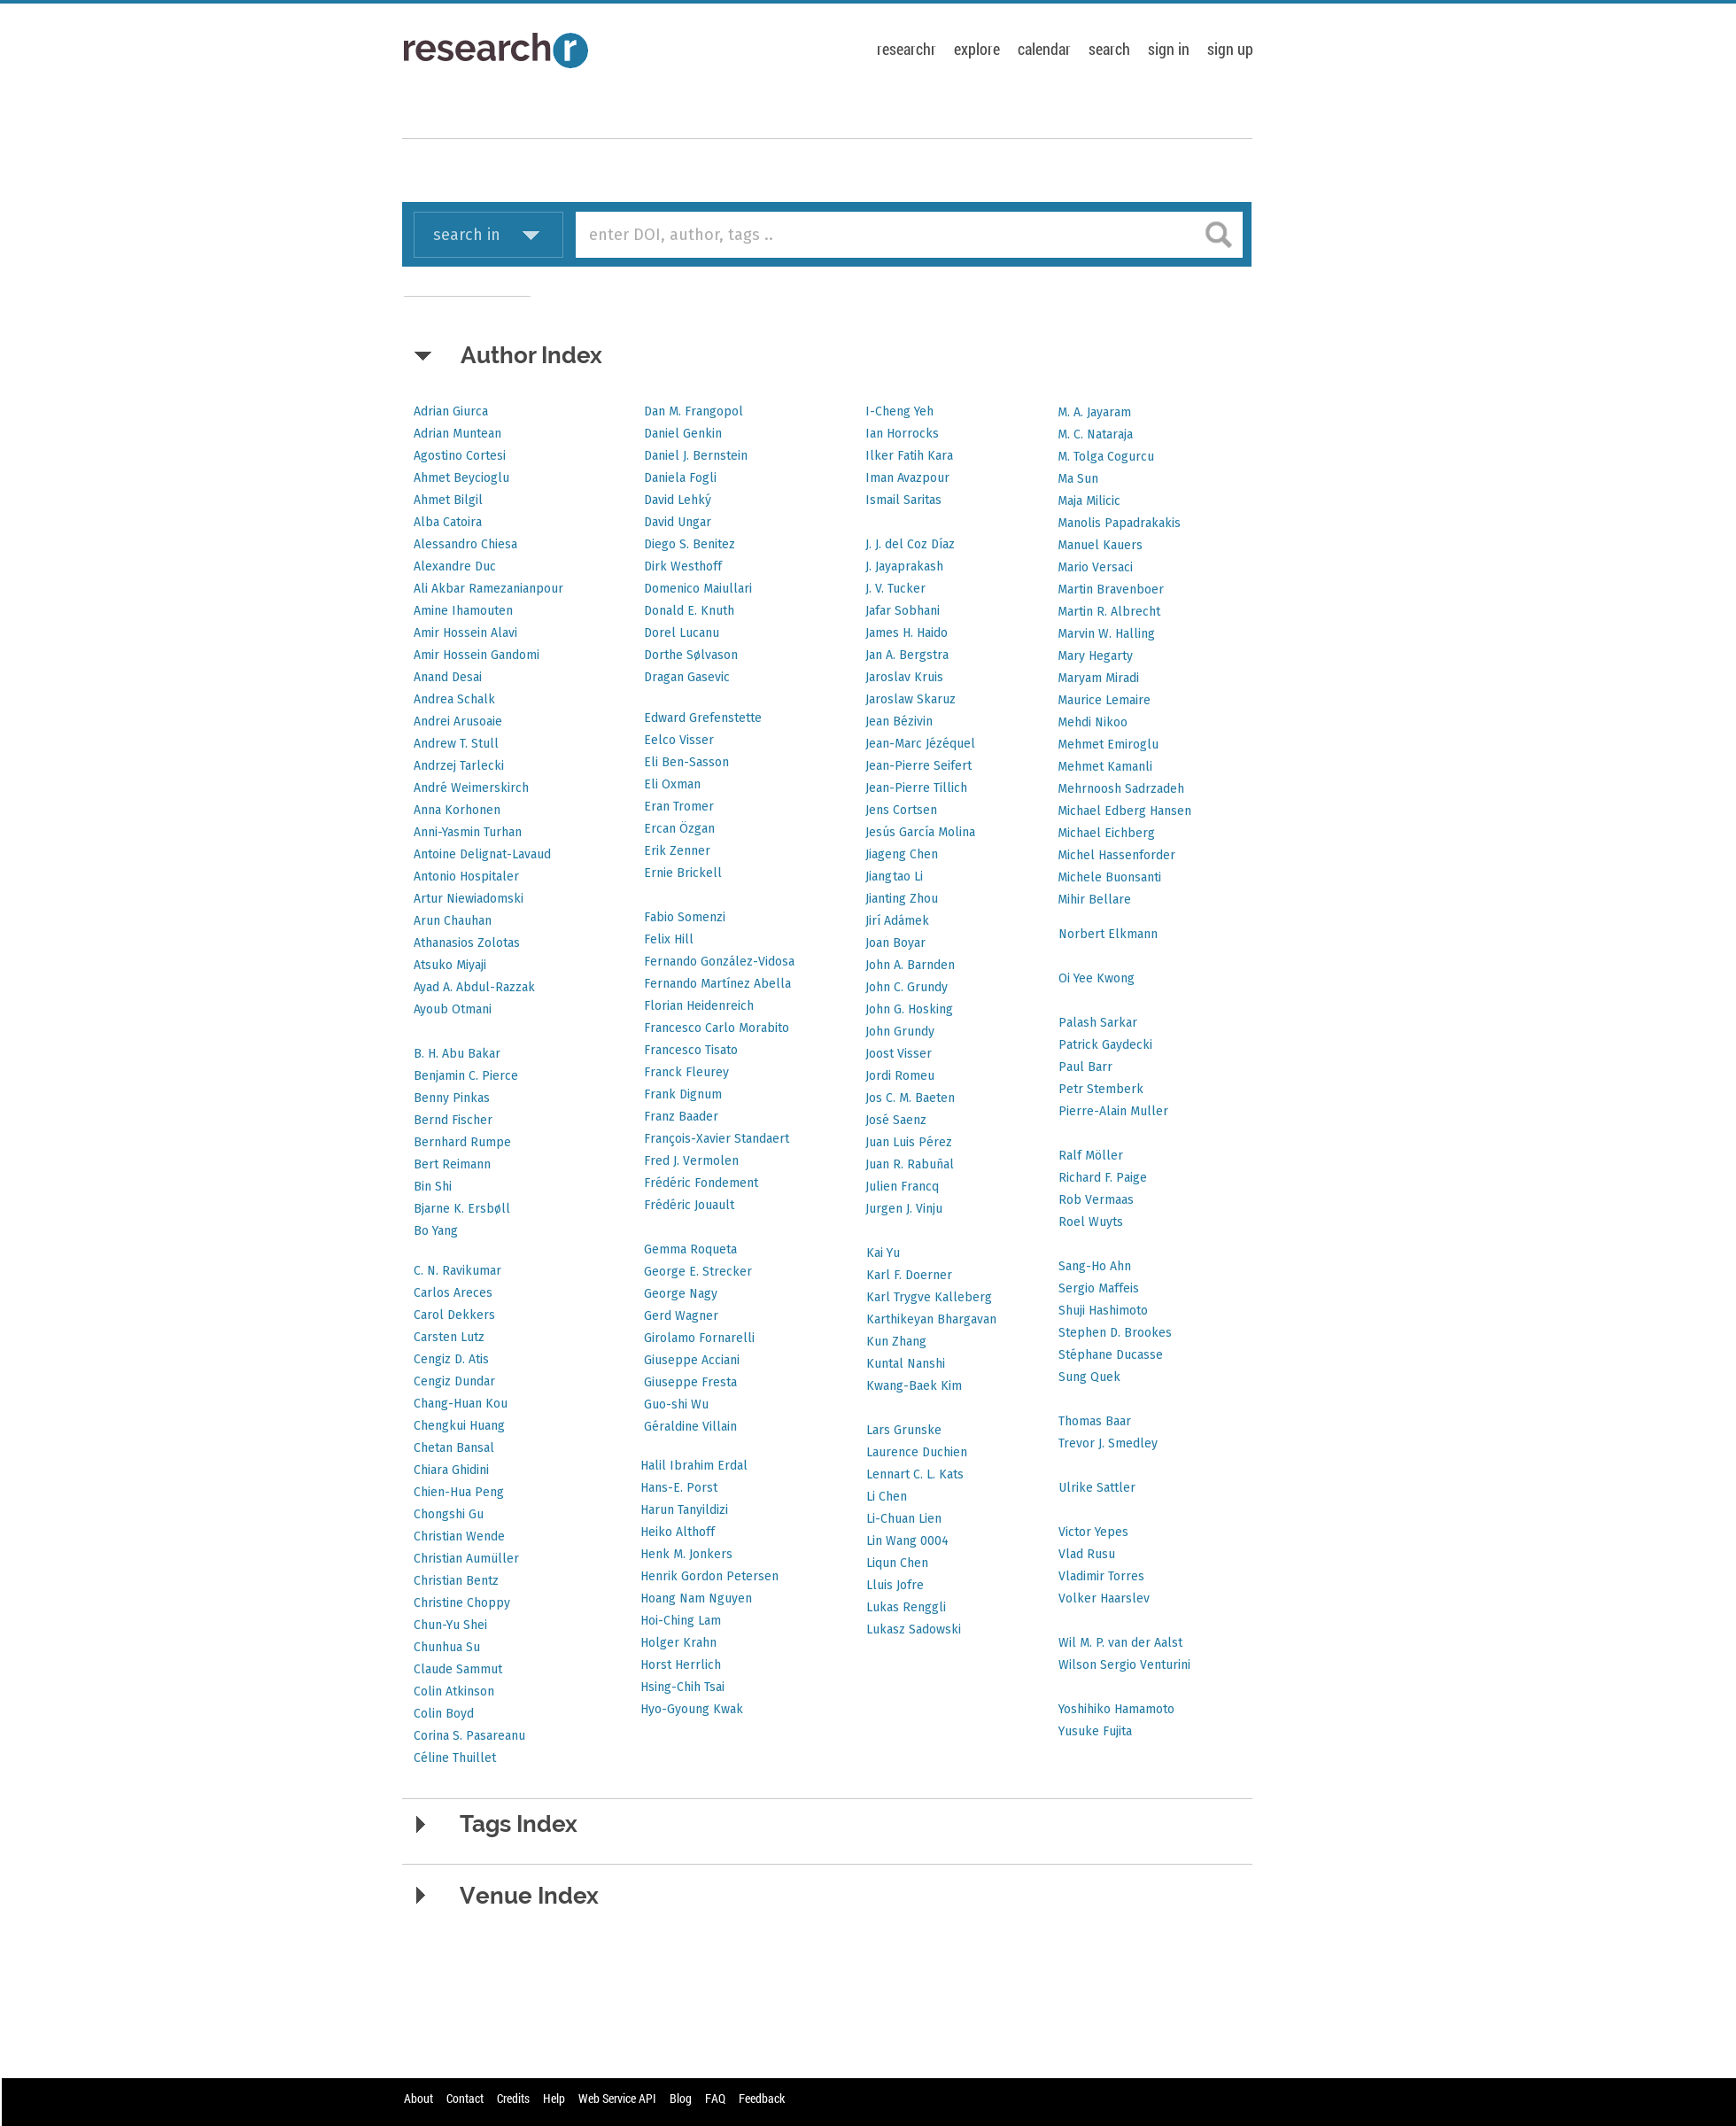 researchr
researchr explore calendar search sign in sign up
search in
enter DOI, author, tags ..
Author Index
Adrian Giurca
Adrian Muntean
Agostino Cortesi
Ahmet Beycioglu
Ahmet Bilgil
Alba Catoira
Alessandro Chiesa
Alexandre Duc
Ali Akbar Ramezanianpour
Amine Ihamouten
Amir Hossein Alavi
Amir Hossein Gandomi
Anand Desai
Andrea Schalk
Andrei Arusoaie
Andrew T. Stull
Andrzej Tarlecki
André Weimerskirch
Anna Korhonen
Anni-Yasmin Turhan
Antoine Delignat-Lavaud
Antonio Hospitaler
Artur Niewiadomski
Arun Chauhan
Athanasios Zolotas
Atsuko Miyaji
Ayad A. Abdul-Razzak
Ayoub Otmani
B. H. Abu Bakar
Benjamin C. Pierce
Benny Pinkas
Bernd Fischer
Bernhard Rumpe
Bert Reimann
Bin Shi
Bjarne K. Ersbøll
Bo Yang
C. N. Ravikumar
Carlos Areces
Carol Dekkers
Carsten Lutz
Cengiz D. Atis
Cengiz Dundar
Chang-Huan Kou
Chengkui Huang
Chetan Bansal
Chiara Ghidini
Chien-Hua Peng
Chongshi Gu
Christian Wende
Christian Aumüller
Christian Bentz
Christine Choppy
Chun-Yu Shei
Chunhua Su
Claude Sammut
Colin Atkinson
Colin Boyd
Corina S. Pasareanu
Céline Thuillet
Dan M. Frangopol
Daniel Genkin
Daniel J. Bernstein
Daniela Fogli
David Lehký
David Ungar
Diego S. Benitez
Dirk Westhoff
Domenico Maiullari
Donald E. Knuth
Dorel Lucanu
Dorthe Sølvason
Dragan Gasevic
Edward Grefenstette
Eelco Visser
Eli Ben-Sasson
Eli Oxman
Eran Tromer
Ercan Özgan
Erik Zenner
Ernie Brickell
Fabio Somenzi
Felix Hill
Fernando González-Vidosa
Fernando Martínez Abella
Florian Heidenreich
Francesco Carlo Morabito
Francesco Tisato
Franck Fleurey
Frank Dignum
Franz Baader
François-Xavier Standaert
Fred J. Vermolen
Frédéric Fondement
Frédéric Jouault
Gemma Roqueta
George E. Strecker
George Nagy
Gerd Wagner
Girolamo Fornarelli
Giuseppe Acciani
Giuseppe Fresta
Guo-shi Wu
Géraldine Villain
Halil Ibrahim Erdal
Hans-E. Porst
Harun Tanyildizi
Heiko Althoff
Henk M. Jonkers
Henrik Gordon Petersen
Hoang Nam Nguyen
Hoi-Ching Lam
Holger Krahn
Horst Herrlich
Hsing-Chih Tsai
Hyo-Gyoung Kwak
I-Cheng Yeh
Ian Horrocks
Ilker Fatih Kara
Iman Avazpour
Ismail Saritas
J. J. del Coz Díaz
J. Jayaprakash
J. V. Tucker
Jafar Sobhani
James H. Haido
Jan A. Bergstra
Jaroslav Kruis
Jaroslaw Skaruz
Jean Bézivin
Jean-Marc Jézéquel
Jean-Pierre Seifert
Jean-Pierre Tillich
Jens Cortsen
Jesús García Molina
Jiageng Chen
Jiangtao Li
Jianting Zhou
Jirí Adámek
Joan Boyar
John A. Barnden
John C. Grundy
John G. Hosking
John Grundy
Joost Visser
Jordi Romeu
Jos C. M. Baeten
José Saenz
Juan Luis Pérez
Juan R. Rabuñal
Julien Francq
Jurgen J. Vinju
Kai Yu
Karl F. Doerner
Karl Trygve Kalleberg
Karthikeyan Bhargavan
Kun Zhang
Kuntal Nanshi
Kwang-Baek Kim
Lars Grunske
Laurence Duchien
Lennart C. L. Kats
Li Chen
Li-Chuan Lien
Lin Wang 0004
Liqun Chen
Lluis Jofre
Lukas Renggli
Lukasz Sadowski
M. A. Jayaram
M. C. Nataraja
M. Tolga Cogurcu
Ma Sun
Maja Milicic
Manolis Papadrakakis
Manuel Kauers
Mario Versaci
Martin Bravenboer
Martin R. Albrecht
Marvin W. Halling
Mary Hegarty
Maryam Miradi
Maurice Lemaire
Mehdi Nikoo
Mehmet Emiroglu
Mehmet Kamanli
Mehrnoosh Sadrzadeh
Michael Edberg Hansen
Michael Eichberg
Michel Hassenforder
Michele Buonsanti
Mihir Bellare
Norbert Elkmann
Oi Yee Kwong
Palash Sarkar
Patrick Gaydecki
Paul Barr
Petr Stemberk
Pierre-Alain Muller
Ralf Möller
Richard F. Paige
Rob Vermaas
Roel Wuyts
Sang-Ho Ahn
Sergio Maffeis
Shuji Hashimoto
Stephen D. Brookes
Stéphane Ducasse
Sung Quek
Thomas Baar
Trevor J. Smedley
Ulrike Sattler
Victor Yepes
Vlad Rusu
Vladimir Torres
Volker Haarslev
Wil M. P. van der Aalst
Wilson Sergio Venturini
Yoshihiko Hamamoto
Yusuke Fujita
Tags Index
Venue Index
About Contact Credits Help Web Service API Blog FAQ Feedback